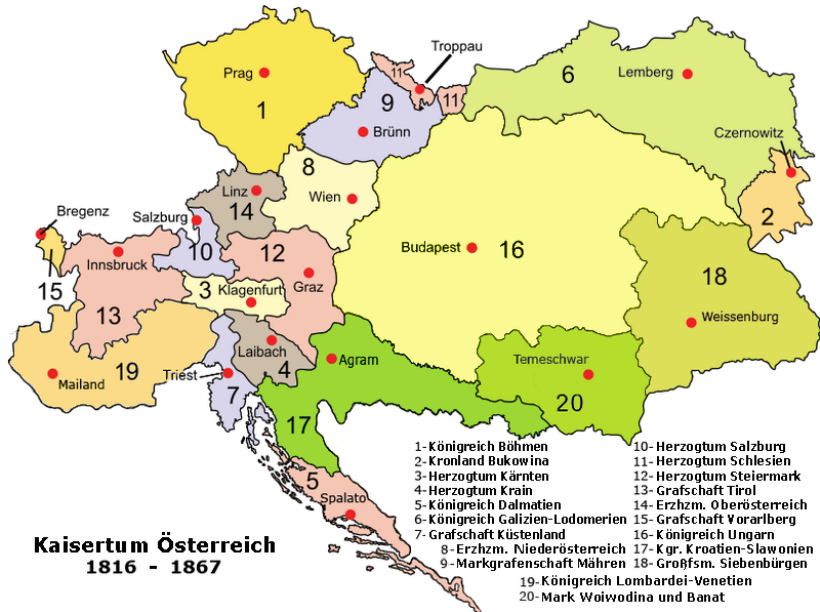 Troppau
11
6
Lemberg
Prag
9
11
1
Brünn
Czernowitz
8
Linz
Wien
14
Bregenz
Salzburg
2
10
12
Budapest
16
Innsbruck
18
15
3
Klagenfurt
Graz
13
Weissenburg
Laibach
Agram
Temeschwar
Mailand
19
Triest
4
7
20
17
5
Spalato
1-Königreich Böhmen
2-Kronland Bukowina
3-Herzogtum Kärnten
4-Herzogtum Krain
5-Königreich Dalmatien
6-Königreich Galizien-Lodomerien
7-Grafschaft Küstenland
8-Erzhzm. Niederösterreich
9-Markgrafenschaft Mähren
10-Herzogtum Salzburg
11-Herzogtum Schlesien
12-Herzogtum Steiermark
13-Grafschaft Tirol
14-Erzhzm. Oberösterreich
15-Grafschaft Vorarlberg
16-Königreich Ungarn
17-Kgr. Kroatien-Slawonien
18-Großfsm. Siebenbürgen
19-Königreich Lombardei-Venetien
20-Mark Woiwodina und Banat
Kaisertum Österreich
1816 - 1867